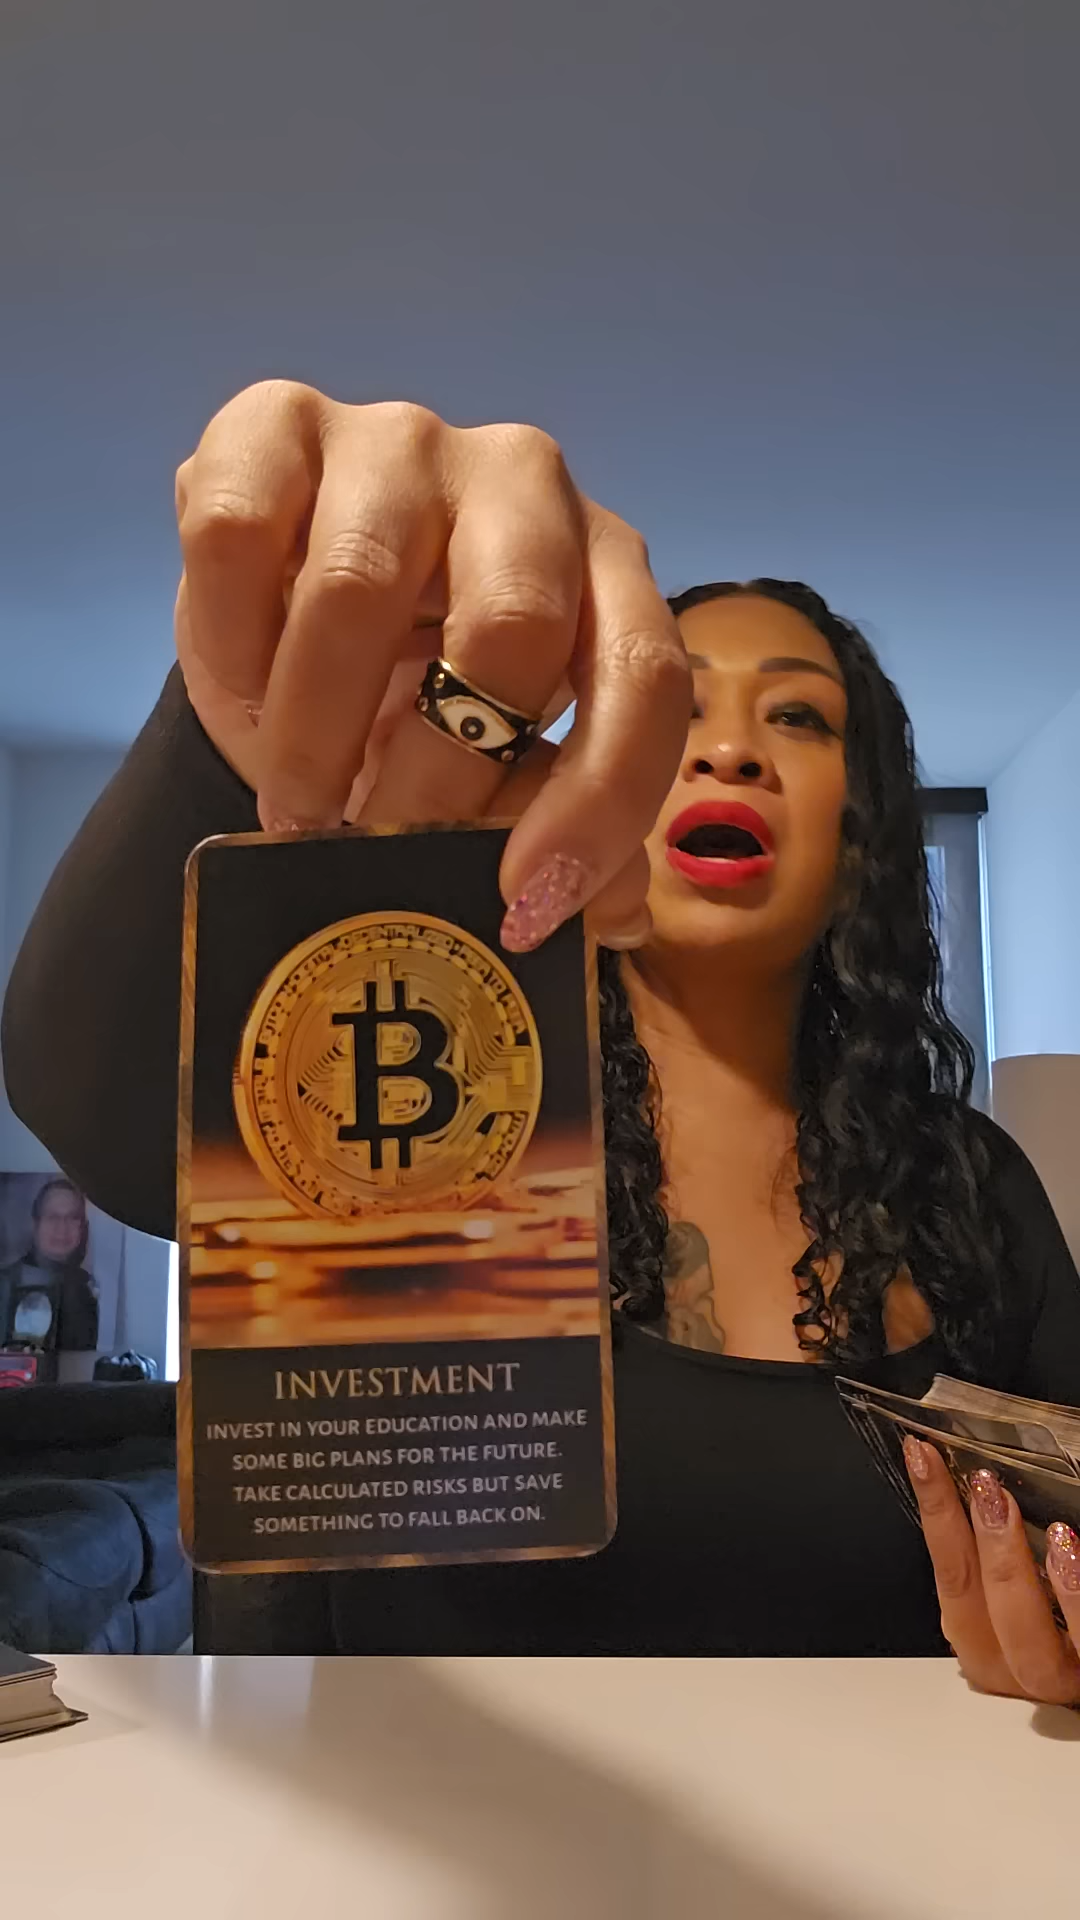 DECENTRALIZED
B
INVESTMENT
INVEST IN YOUR EDUCATION AND MAKE
SOME BIG PLANS FOR THE FUTURE.
TAKE CALCULATED RISKS BUT SAVE
SOMETHING TO FALL BACK ON.